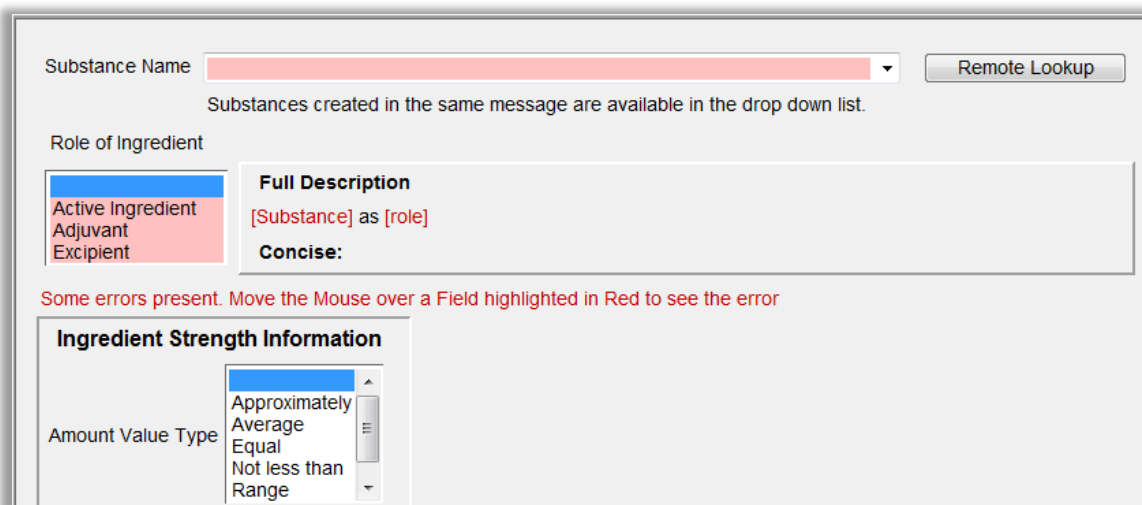 Substance Name
Remote Lookup
Substances created in the same message are available in the drop down list.
Role of Ingredient
Active Ingredient
Adjuvant
Excipient
Full Description
[Substance] as [role]
Concise:
Some errors present. Move the Mouse over a Field highlighted in Red to see the error
Ingredient Strength Information
Amount Value Type
Approximately
Average
Equal
Not less than
Range